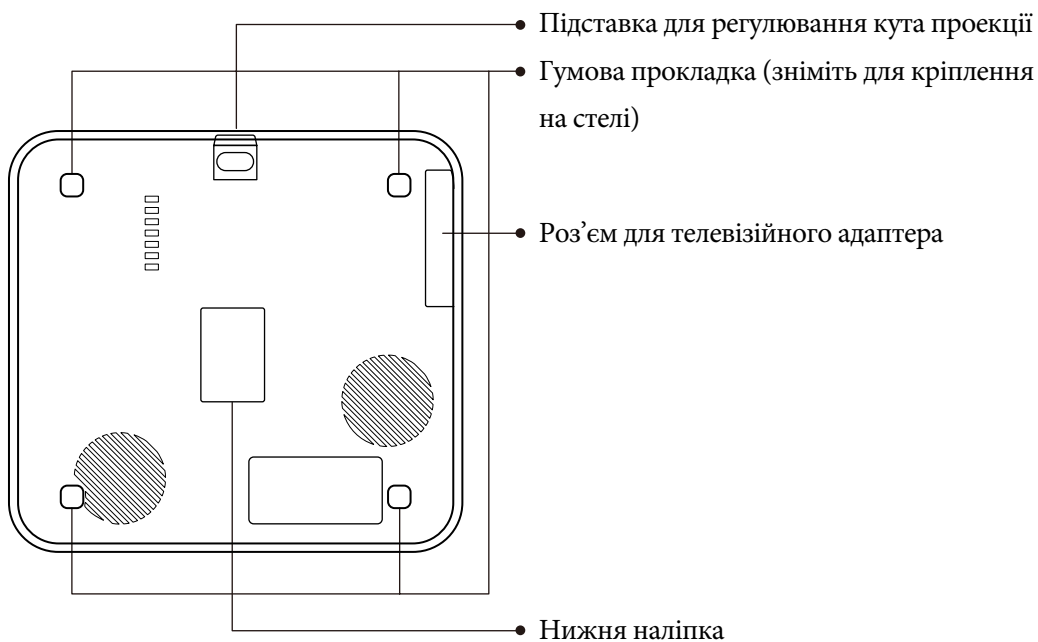 Підставка для регулювання кута проекції
Гумова прокладка (зніміть для кріплення
на стелі)
Роз’єм для телевізійного адаптера
Нижня наліпка